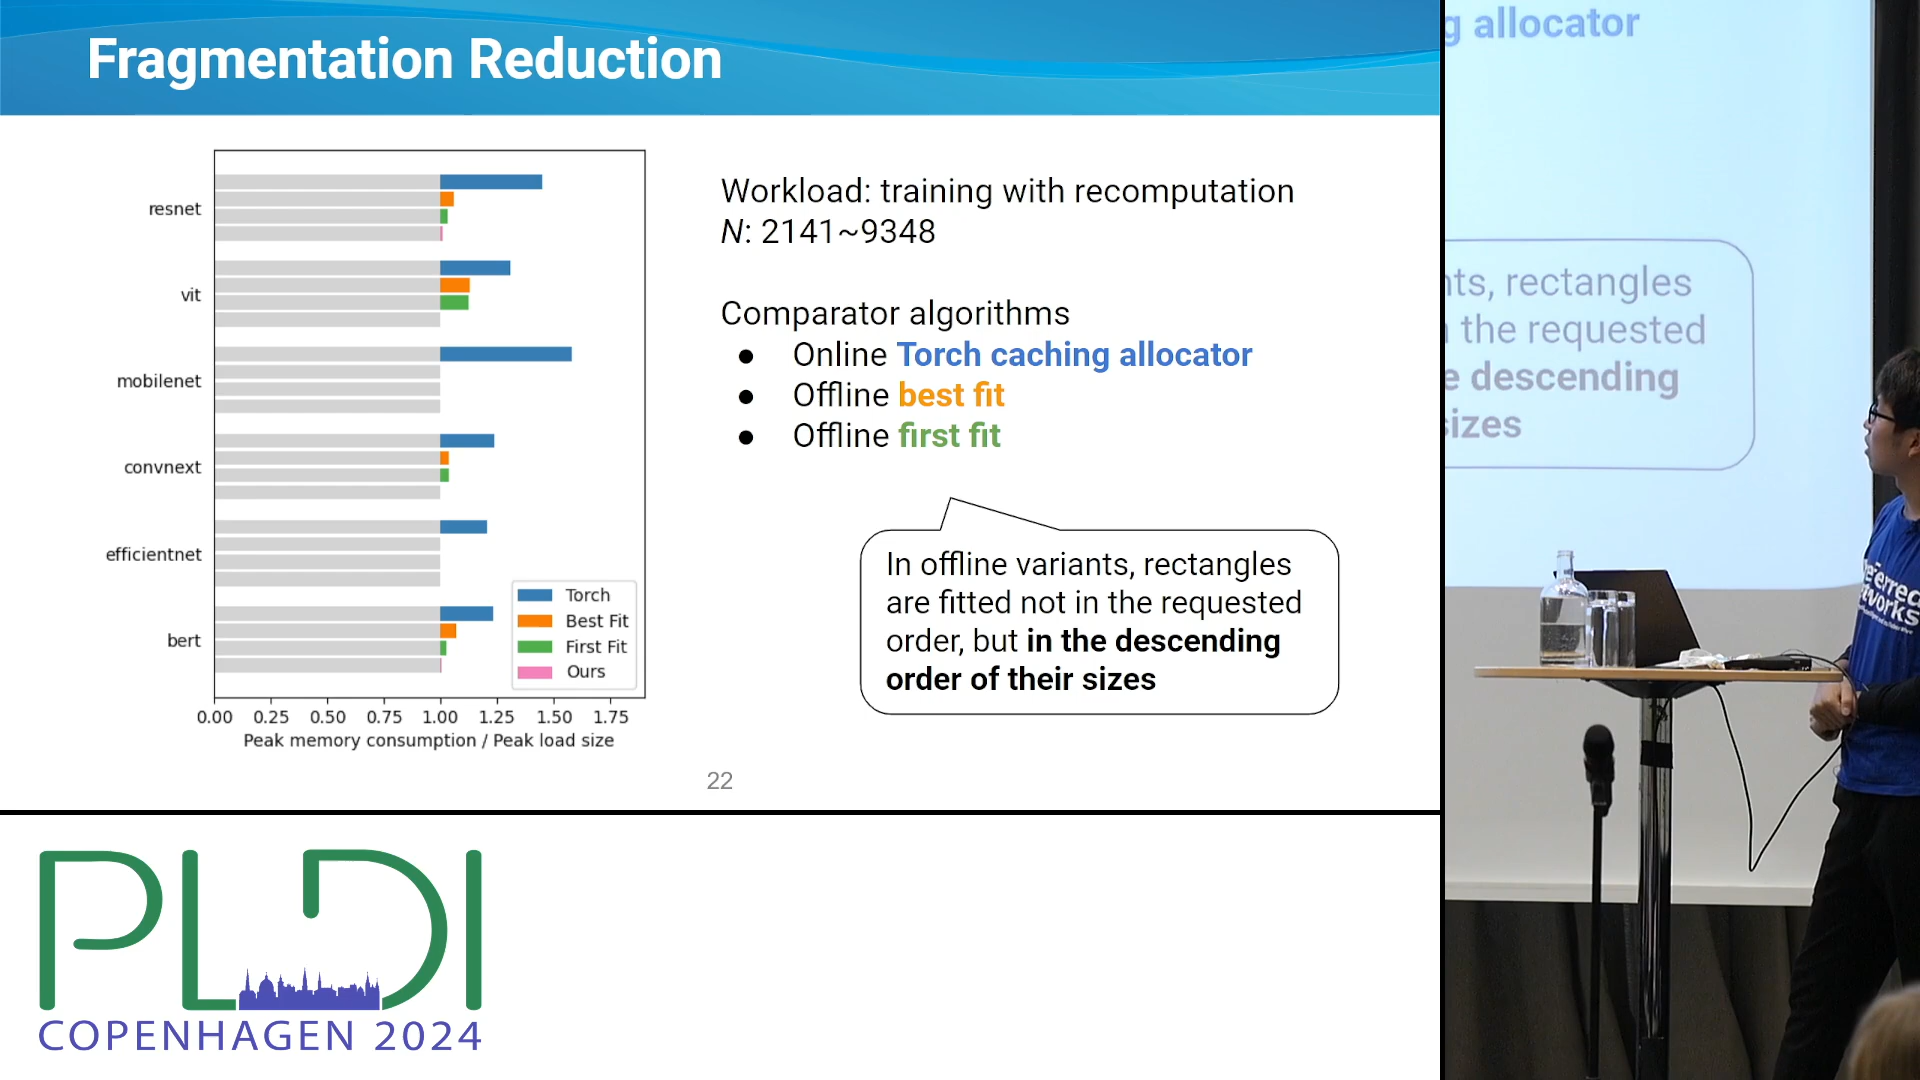 Fragmentation Reduction
resnet
vit
mobilenet
convnext
efficientnet
bert
Torch
Best Fit
First Fit
Ours
0.00 0.25 0.50 0.75 1.00 1.25 1.50 1.75
Peak memory consumption / Peak load size
Workload: training with recomputation
N: 2141~9348
Comparator algorithms
● Online Torch caching allocator
● Offline best fit
● Offline first fit
In offline variants, rectangles
are fitted not in the requested
order, but in the descending
order of their sizes
22
PLDI
COPENHAGEN 2024
g allocator
nts, rectangles
the requested
e descending
sizes